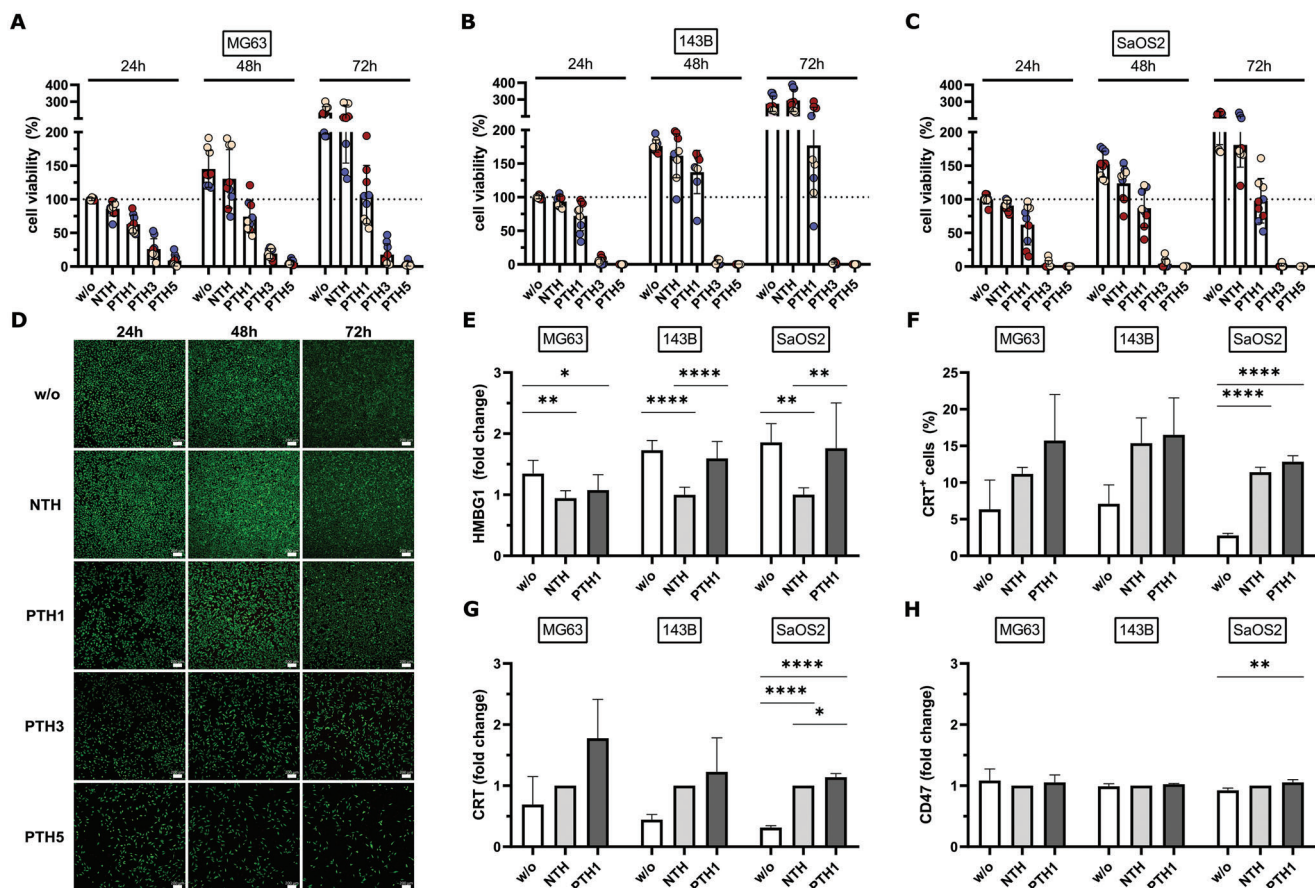 A
MG63
24h
48h
72h
cell viability (%)
400
300
200
150
100
50
0
w/o
NTH
PTH1
PTH3
PTH5
w/o
NTH
PTH1
PTH3
PTH5
w/o
NTH
PTH1
PTH3
PTH5
B
143B
24h
48h
72h
cell viability (%)
400
300
200
150
100
50
0
w/o
NTH
PTH1
PTH3
PTH5
w/o
NTH
PTH1
PTH3
PTH5
w/o
NTH
PTH1
PTH3
PTH5
C
SaOS2
24h
48h
72h
cell viability (%)
400
300
200
150
100
50
0
w/o
NTH
PTH1
PTH3
PTH5
w/o
NTH
PTH1
PTH3
PTH5
w/o
NTH
PTH1
PTH3
PTH5
D
24h
48h
72h
w/o
NTH
PTH1
PTH3
PTH5
E
MG63
143B
SaOS2
HMBG1 (fold change)
3
2
1
0
*
**
****
****
**
**
w/o
NTH
PTH1
w/o
NTH
PTH1
w/o
NTH
PTH1
F
MG63
143B
SaOS2
CRT+ cells (%)
25
20
15
10
5
0
****
****
w/o
NTH
PTH1
w/o
NTH
PTH1
w/o
NTH
PTH1
G
MG63
143B
SaOS2
CRT (fold change)
3
2
1
0
****
****
*
w/o
NTH
PTH1
w/o
NTH
PTH1
w/o
NTH
PTH1
H
MG63
143B
SaOS2
CD47 (fold change)
3
2
1
0
**
w/o
NTH
PTH1
w/o
NTH
PTH1
w/o
NTH
PTH1